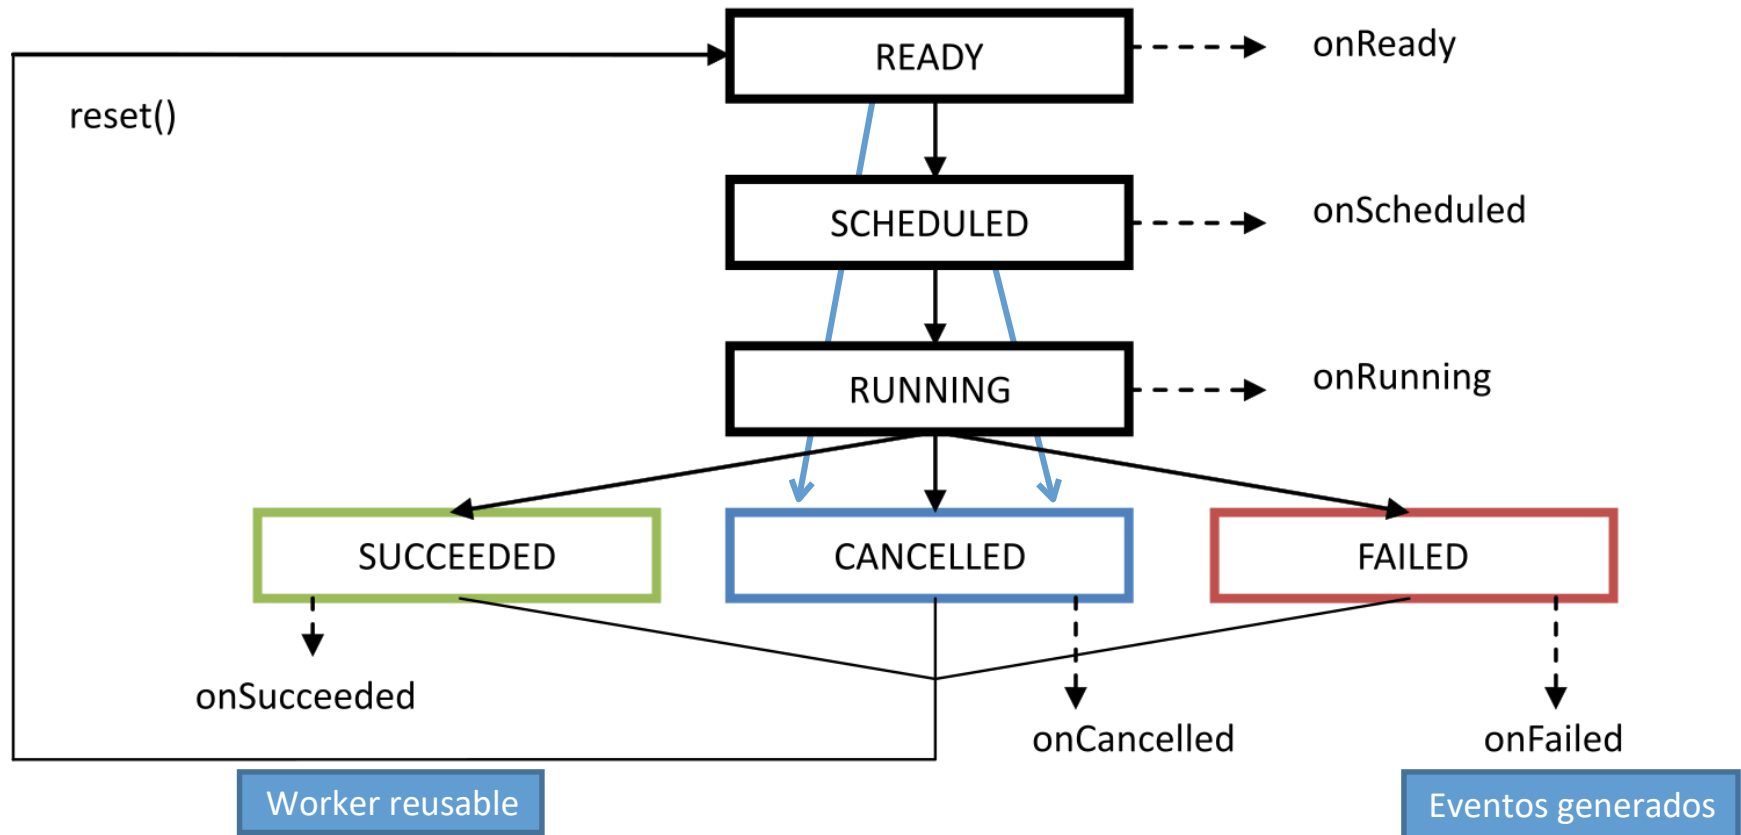 READY
onReady
reset()
SCHEDULED
onScheduled
RUNNING
onRunning
SUCCEEDED
CANCELLED
FAILED
onSucceeded
onCancelled
onFailed
Worker reusable
Eventos generados